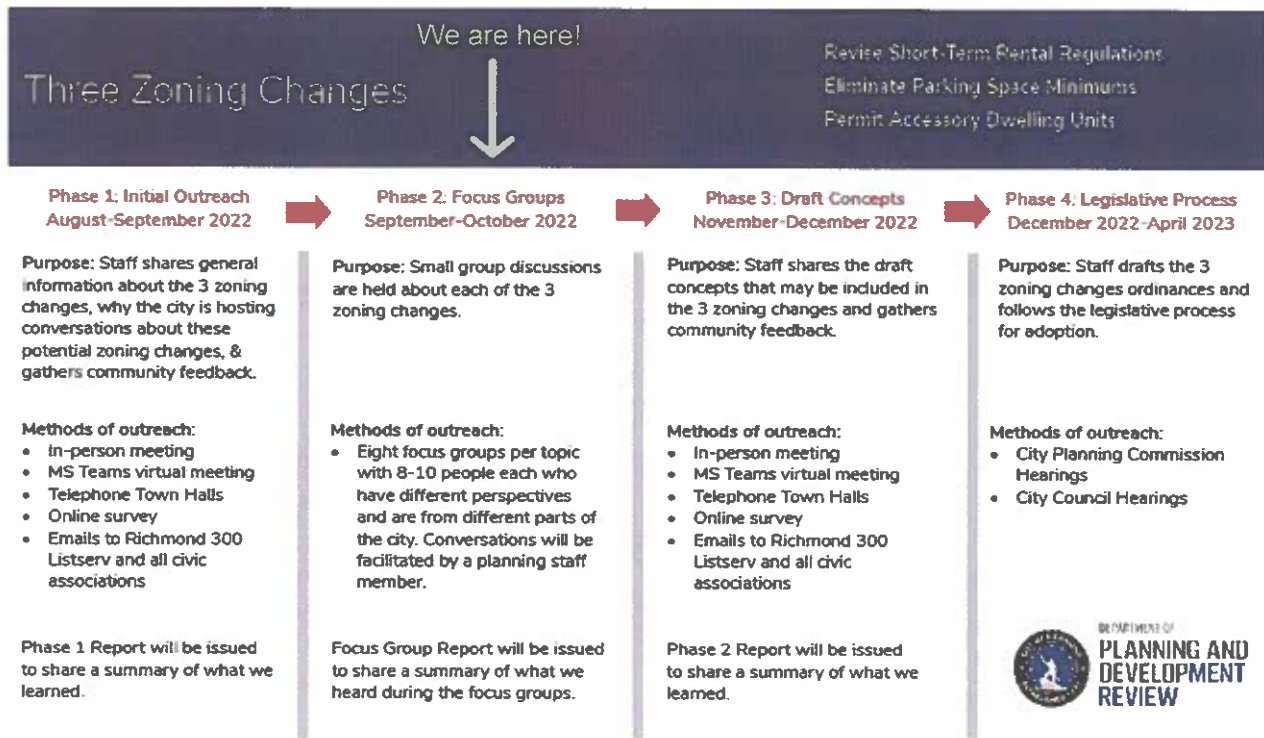 We are here!
Three Zoning Changes
Revise Short-Term Rental Regulations
Eliminate Parking Space Minimums
Permit Accessory Dwelling Units
Phase 1: Initial Outreach
August-September 2022
Purpose: Staff shares general
information about the 3 zoning
changes, why the city is hosting
conversations about these
potential zoning changes, &
gathers community feedback.
Methods of outreach:
• In-person meeting
• MS Teams virtual meeting
• Telephone Town Halls
• Online survey
• Emails to Richmond 300
Listserv and all civic
associations
Phase 1 Report will be issued
to share a summary of what we
learned.
Phase 2: Focus Groups
September-October 2022
Purpose: Small group discussions
are held about each of the 3
zoning changes.
Methods of outreach:
• Eight focus groups per topic
with 8-10 people each who
have different perspectives
and are from different parts of
the city. Conversations will be
facilitated by a planning staff
member.
Focus Group Report will be issued
to share a summary of what we
heard during the focus groups.
Phase 3: Draft Concepts
November-December 2022
Purpose: Staff shares the draft
concepts that may be included in
the 3 zoning changes and gathers
community feedback.
Methods of outreach:
• In-person meeting
• MS Teams virtual meeting
• Telephone Town Halls
• Online survey
• Emails to Richmond 300
Listserv and all civic
associations
Phase 2 Report will be issued
to share a summary of what we
learned.
Phase 4: Legislative Process
December 2022-April 2023
Purpose: Staff drafts the 3
zoning changes ordinances and
follows the legislative process
for adoption.
Methods of outreach:
• City Planning Commission
Hearings
• City Council Hearings
DEPARTMENT OF
PLANNING AND
DEVELOPMENT
REVIEW